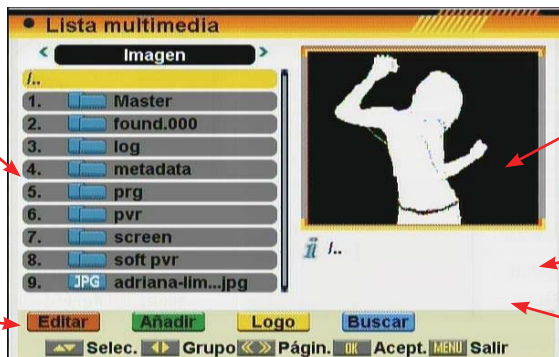 Lista multimedia
Imagen
/..
1. Master
2. found.000
3. log
4. metadata
5. prg
6. pvr
7. screen
8. soft pvr
9. JPG adriana-lim...jpg
/..
Editar Añadir Logo Buscar
Selec. Grupo Págin. OK Acept. MENU Salir